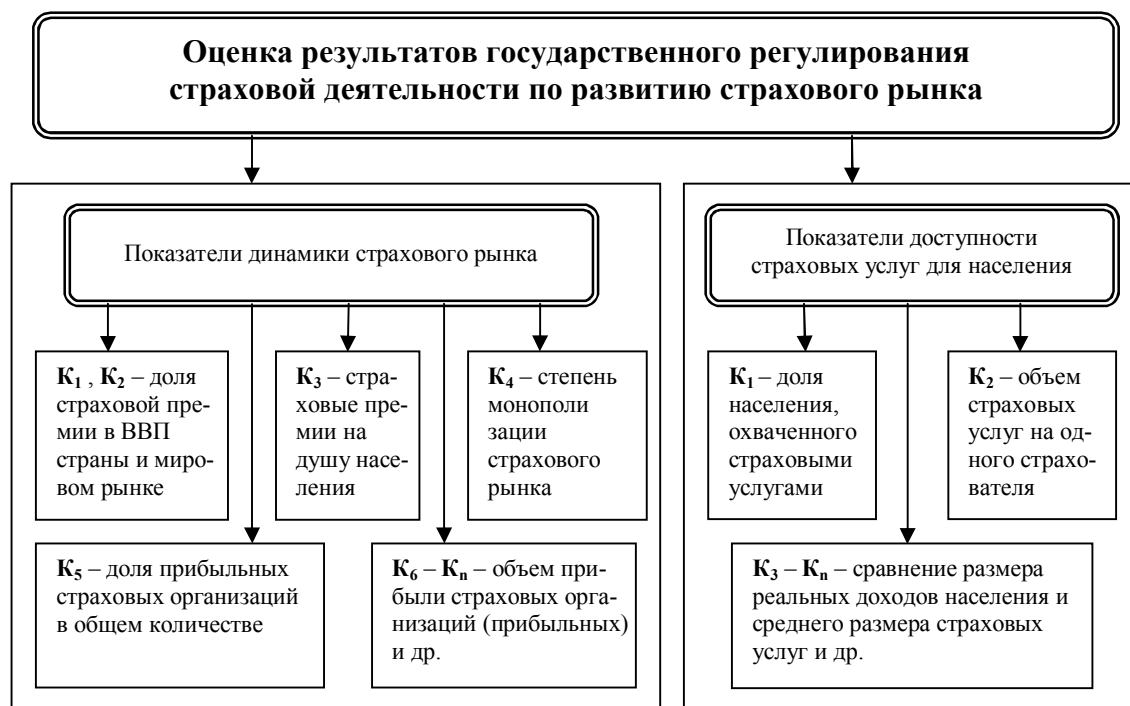 Оценка результатов государственного регулирования
страховой деятельности по развитию страхового рынка
Показатели динамики страхового рынка
К₁ , К₂ – доля
страховой пре-
мии в ВВП
страны и миро-
вом рынке
К₃ – стра-
ховые пре-
мии на
душу насе-
ления
К₄ – степень
монополи
зации
страхового
рынка
К₅ – доля прибыльных
страховых организаций
в общем количестве
К₆ – Кₙ – объем при-
были страховых орга-
низаций (прибыльных)
и др.
Показатели доступности
страховых услуг для населения
К₁ – доля
населения,
охваченного
страховыми
услугами
К₂ – объем
страховых
услуг на од-
ного страхо-
вателя
К₃ – Кₙ – сравнение размера
реальных доходов населения и
среднего размера страховых
услуг и др.